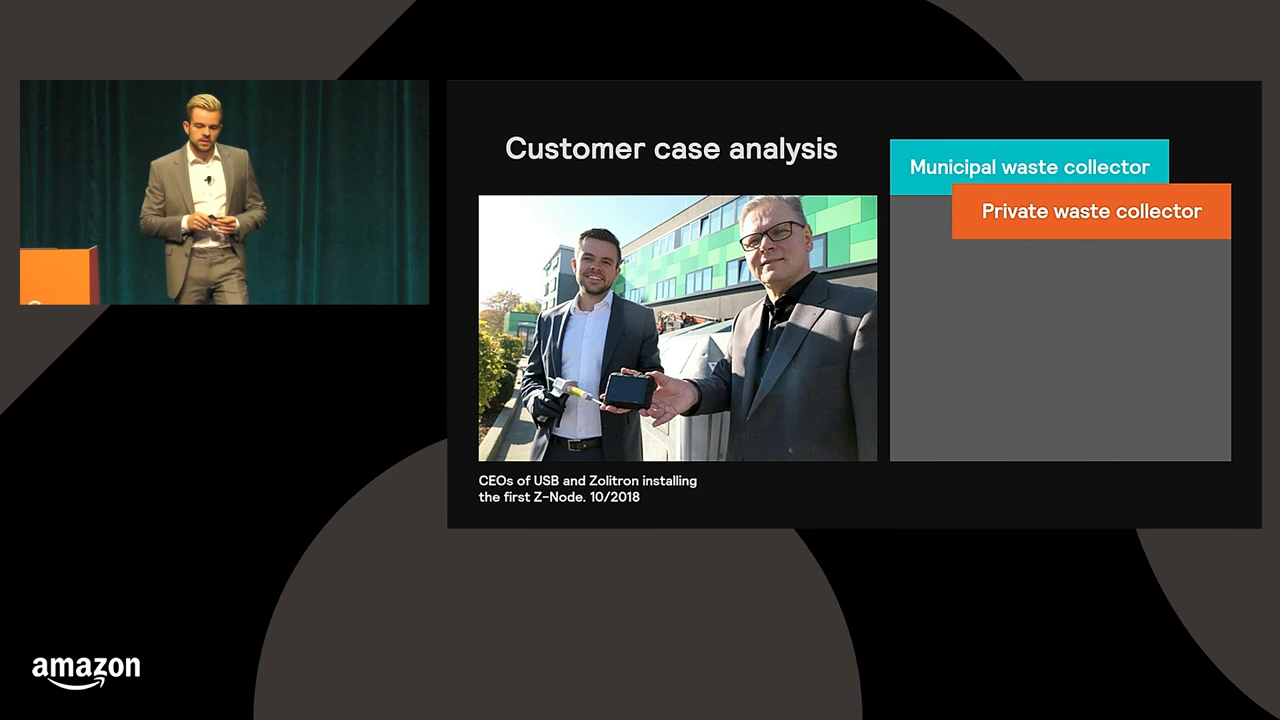 Customer case analysis
Municipal waste collector
Private waste collector
CEOs of USB and Zolitron installing
the first Z-Node. 10/2018
amazon